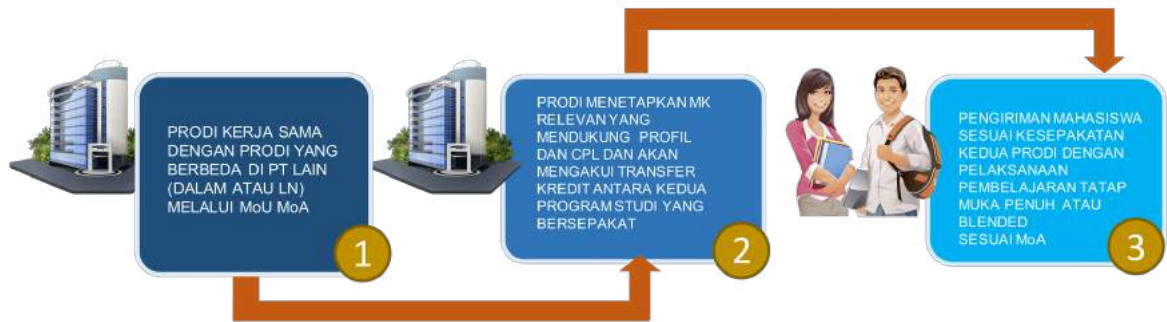 PRODI KERJA SAMA
DENGAN PRODI YANG
BERBEDA DI PT LAIN
(DALAM ATAU LN)
MELALUI MoU MoA
1
PRODI MENETAPKAN MK
RELEVAN YANG
MENDUKUNG PROFIL
DAN CPL DAN AKAN
MENGAKUI TRANSFER
KREDIT ANTARA KEDUA
PROGRAM STUDI YANG
BERSEPAKAT
2
PENGIRIMAN MAHASISWA
SESUAI KESEPAKATAN
KEDUA PRODI DENGAN
PELAKSANAAN
PEMBELAJARAN TATAP
MUKA PENUH ATAU
BLENDED
SESUAI MoA
3